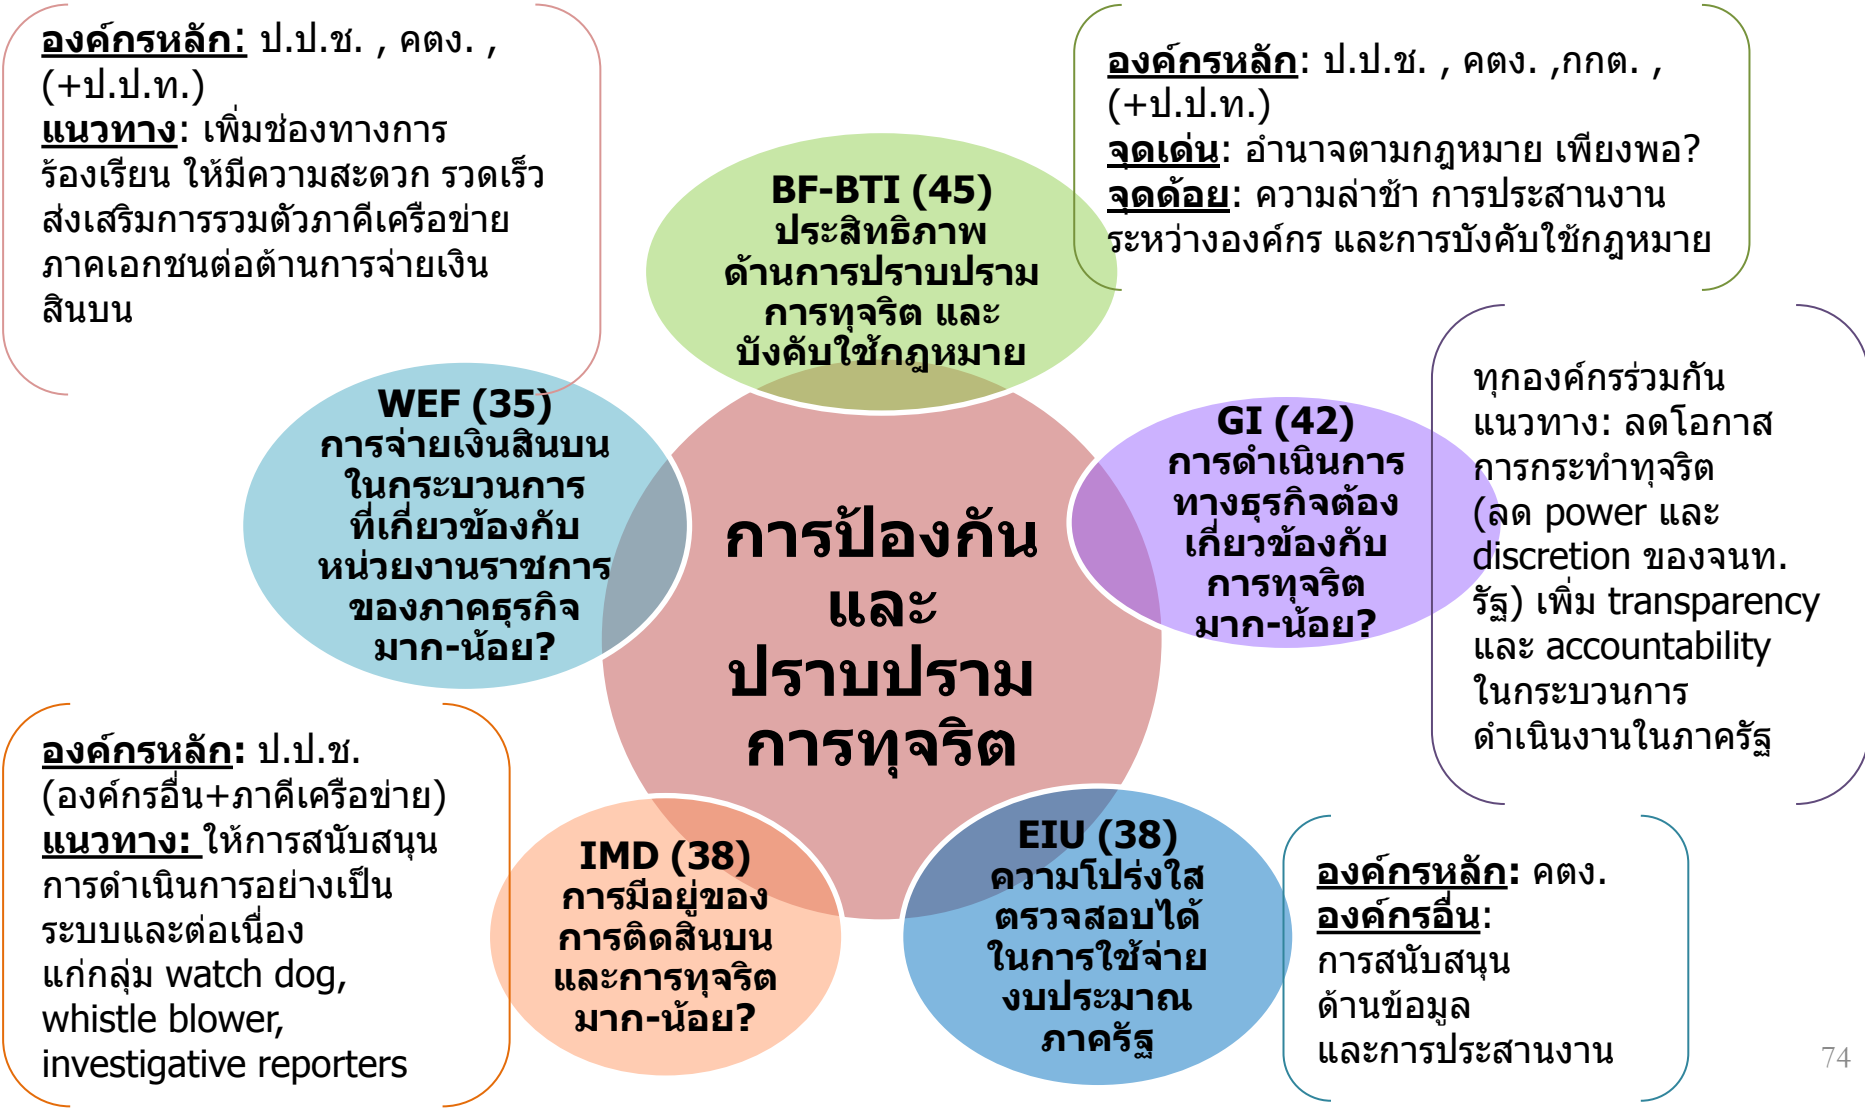 องค์กรหลัก: ป.ป.ช. , คตง. ,
(+ป.ป.ท.)
แนวทาง: เพิ่มช่องทางการ
ร้องเรียน ให้มีความสะดวก รวดเร็ว
ส่งเสริมการรวมตัวภาคีเครือข่าย
ภาคเอกชนต่อต้านการจ่ายเงิน
สินบน
องค์กรหลัก: ป.ป.ช. , คตง. ,กกต. ,
(+ป.ป.ท.)
จุดเด่น: อำนาจตามกฎหมาย เพียงพอ?
จุดด้อย: ความล่าช้า การประสานงาน
ระหว่างองค์กร และการบังคับใช้กฎหมาย
BF-BTI (45)
ประสิทธิภาพ
ด้านการปราบปราม
การทุจริต และ
บังคับใช้กฎหมาย
WEF (35)
การจ่ายเงินสินบน
ในกระบวนการ
ที่เกี่ยวข้องกับ
หน่วยงานราชการ
ของภาคธุรกิจ
มาก-น้อย?
การป้องกัน
และ
ปราบปราม
การทุจริต
GI (42)
การดำเนินการ
ทางธุรกิจต้อง
เกี่ยวข้องกับ
การทุจริต
มาก-น้อย?
ทุกองค์กรร่วมกัน
แนวทาง: ลดโอกาส
การกระทำทุจริต
(ลด power และ
discretion ของจนท.
รัฐ) เพิ่ม transparency
และ accountability
ในกระบวนการ
ดำเนินงานในภาครัฐ
องค์กรหลัก: ป.ป.ช.
(องค์กรอื่น+ภาคีเครือข่าย)
แนวทาง: ให้การสนับสนุน
การดำเนินการอย่างเป็น
ระบบและต่อเนื่อง
แก่กลุ่ม watch dog,
whistle blower,
investigative reporters
IMD (38)
การมีอยู่ของ
การติดสินบน
และการทุจริต
มาก-น้อย?
EIU (38)
ความโปร่งใส
ตรวจสอบได้
ในการใช้จ่าย
งบประมาณ
ภาครัฐ
องค์กรหลัก: คตง.
องค์กรอื่น:
การสนับสนุน
ด้านข้อมูล
และการประสานงาน
74